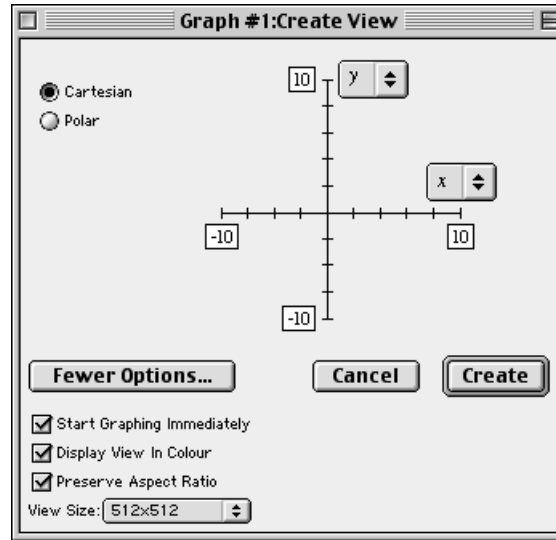 Graph #1:Create View
10 y
Cartesian
Polar
x
-10 10
-10
Fewer Options... Cancel Create
Start Graphing Immediately
Display View In Colour
Preserve Aspect Ratio
View Size: 512x512